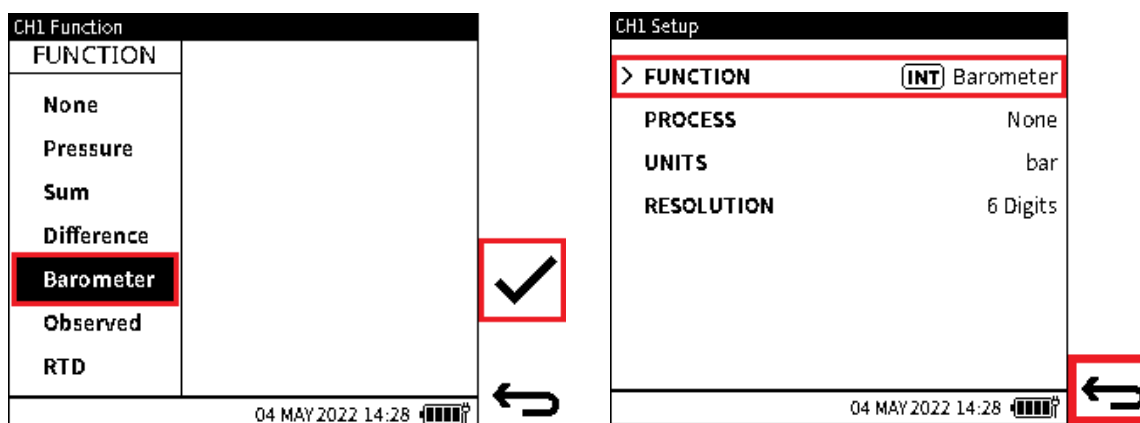 CH1 Function
FUNCTION
None
Pressure
Sum
Difference
Barometer
Observed
RTD
04 MAY 2022 14:28
CH1 Setup
> FUNCTION INT Barometer
PROCESS None
UNITS bar
RESOLUTION 6 Digits
04 MAY 2022 14:28